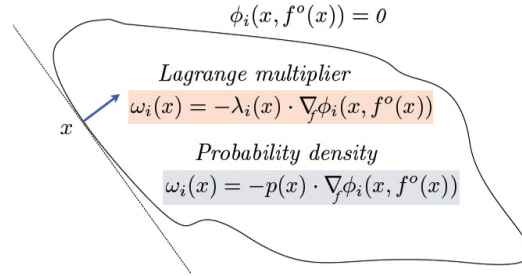 ϕ_i(x, f^o(x)) = 0
Lagrange multiplier
ω_i(x) = −λ_i(x) · ∇_f ϕ_i(x, f^o(x))
x
Probability density
ω_i(x) = −p(x) · ∇_f ϕ_i(x, f^o(x))